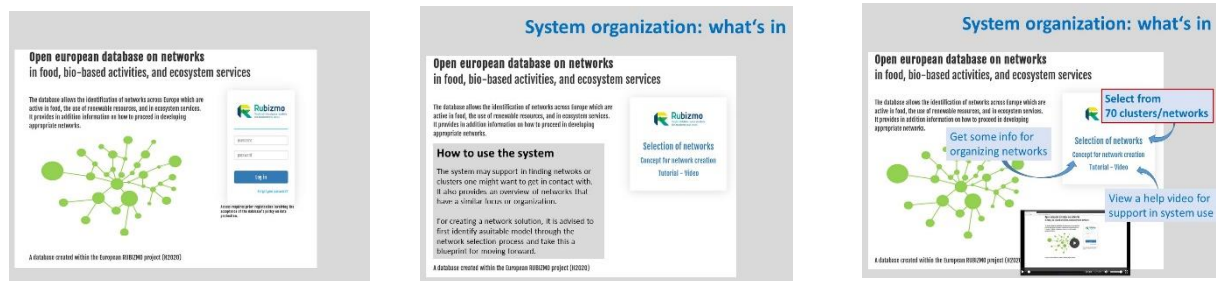 Open european database on networks
in food, bio-based activities, and ecosystem services
The database allows the identification of networks across Europe which are
active in food, the use of renewable resources, and in ecosystem services.
It provides in addition information on how to proceed in developing
appropriate networks.
Rubizmo
password
Log In
A database created within the European RUBIZMO project (H2020)
System organization: what's in
Open european database on networks
in food, bio-based activities, and ecosystem services
The database allows the identification of networks across Europe which are
active in food, the use of renewable resources, and in ecosystem services.
It provides in addition information on how to proceed in developing
appropriate networks.
How to use the system
The system may support in finding netwoks or
clusters one might want to get in contact with.
It also provides an overview of networks that
have a similar focus or organization.
For creating a network solution, it is advised to
first identify asuitable model through the
network selection process and take this a
blueprint for moving forward.
Rubizmo
Selection of networks
Concept for network creation
Tutorial – Video
A database created within the European RUBIZMO project (H2020)
System organization: what's in
Open european database on networks
in food, bio-based activities, and ecosystem services
The database allows the identification of networks across Europe which are
active in food, the use of renewable resources, and in ecosystem services.
It provides in addition information on how to proceed in developing
appropriate networks.
Rubizmo
Select from
70 clusters/networks
Get some info for
organizing networks
Selection of networks
Concept for network creation
Tutorial – Video
View a help video for
support in system use
A database created within the European RUBIZMO project (H2020)